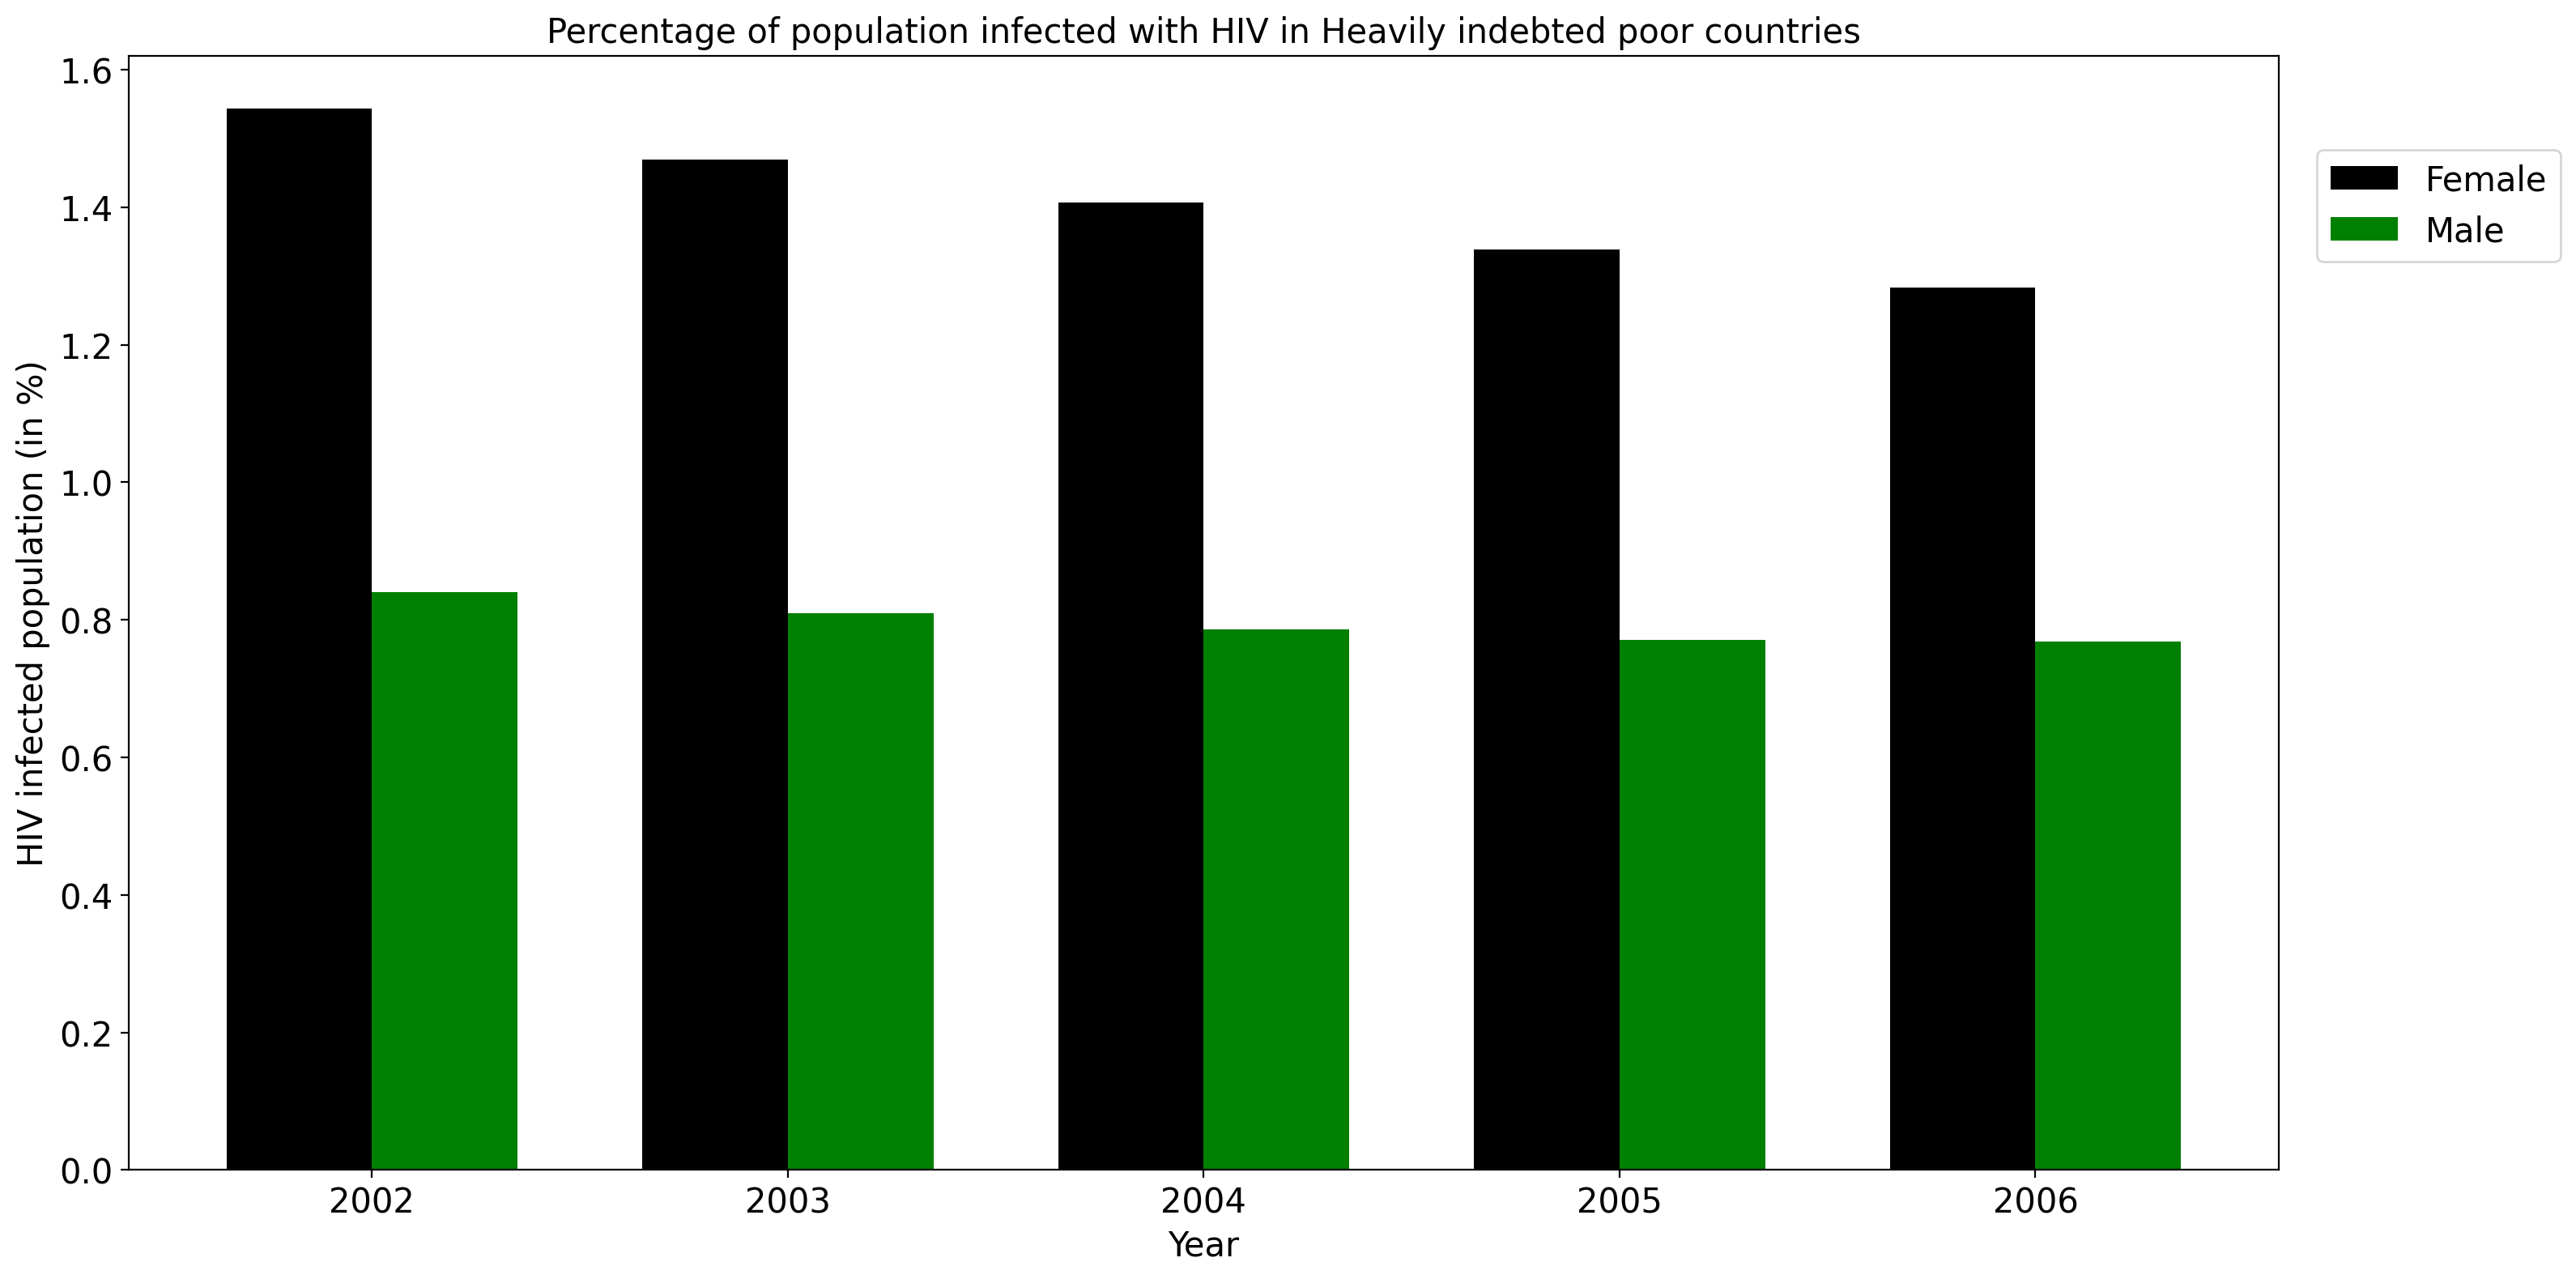 Percentage of population infected with HIV in Heavily indebted poor countries
HIV infected population (in %)
1.6
1.4
1.2
1.0
0.8
0.6
0.4
0.2
0.0
2002 2003 2004 2005 2006
Year
Female
Male